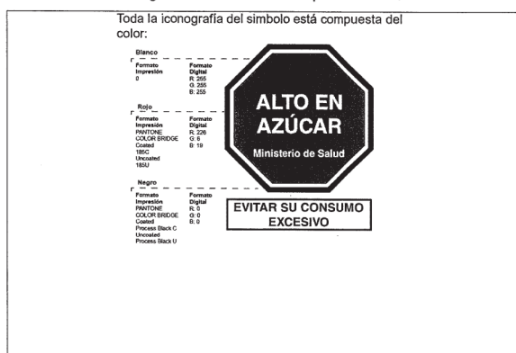 Toda la iconografía del simbolo está compuesta del
color:
Blanco
Formato Impresión
0
Formato Digital
R: 255
G: 255
B: 255
Rojo
Formato Impresión
PANTONE
COLOR BRIDGE
Coated
185C
Uncoated
185U
Formato Digital
R: 226
G: 6
B: 19
Negro
Formato Impresión
PANTONE
COLOR BRIDGE
Coated
Process Black C
Uncoated
Process Black U
Formato Digital
R: 0
G: 0
B: 0
ALTO EN
AZÚCAR
Ministerio de Salud
EVITAR SU CONSUMO
EXCESIVO